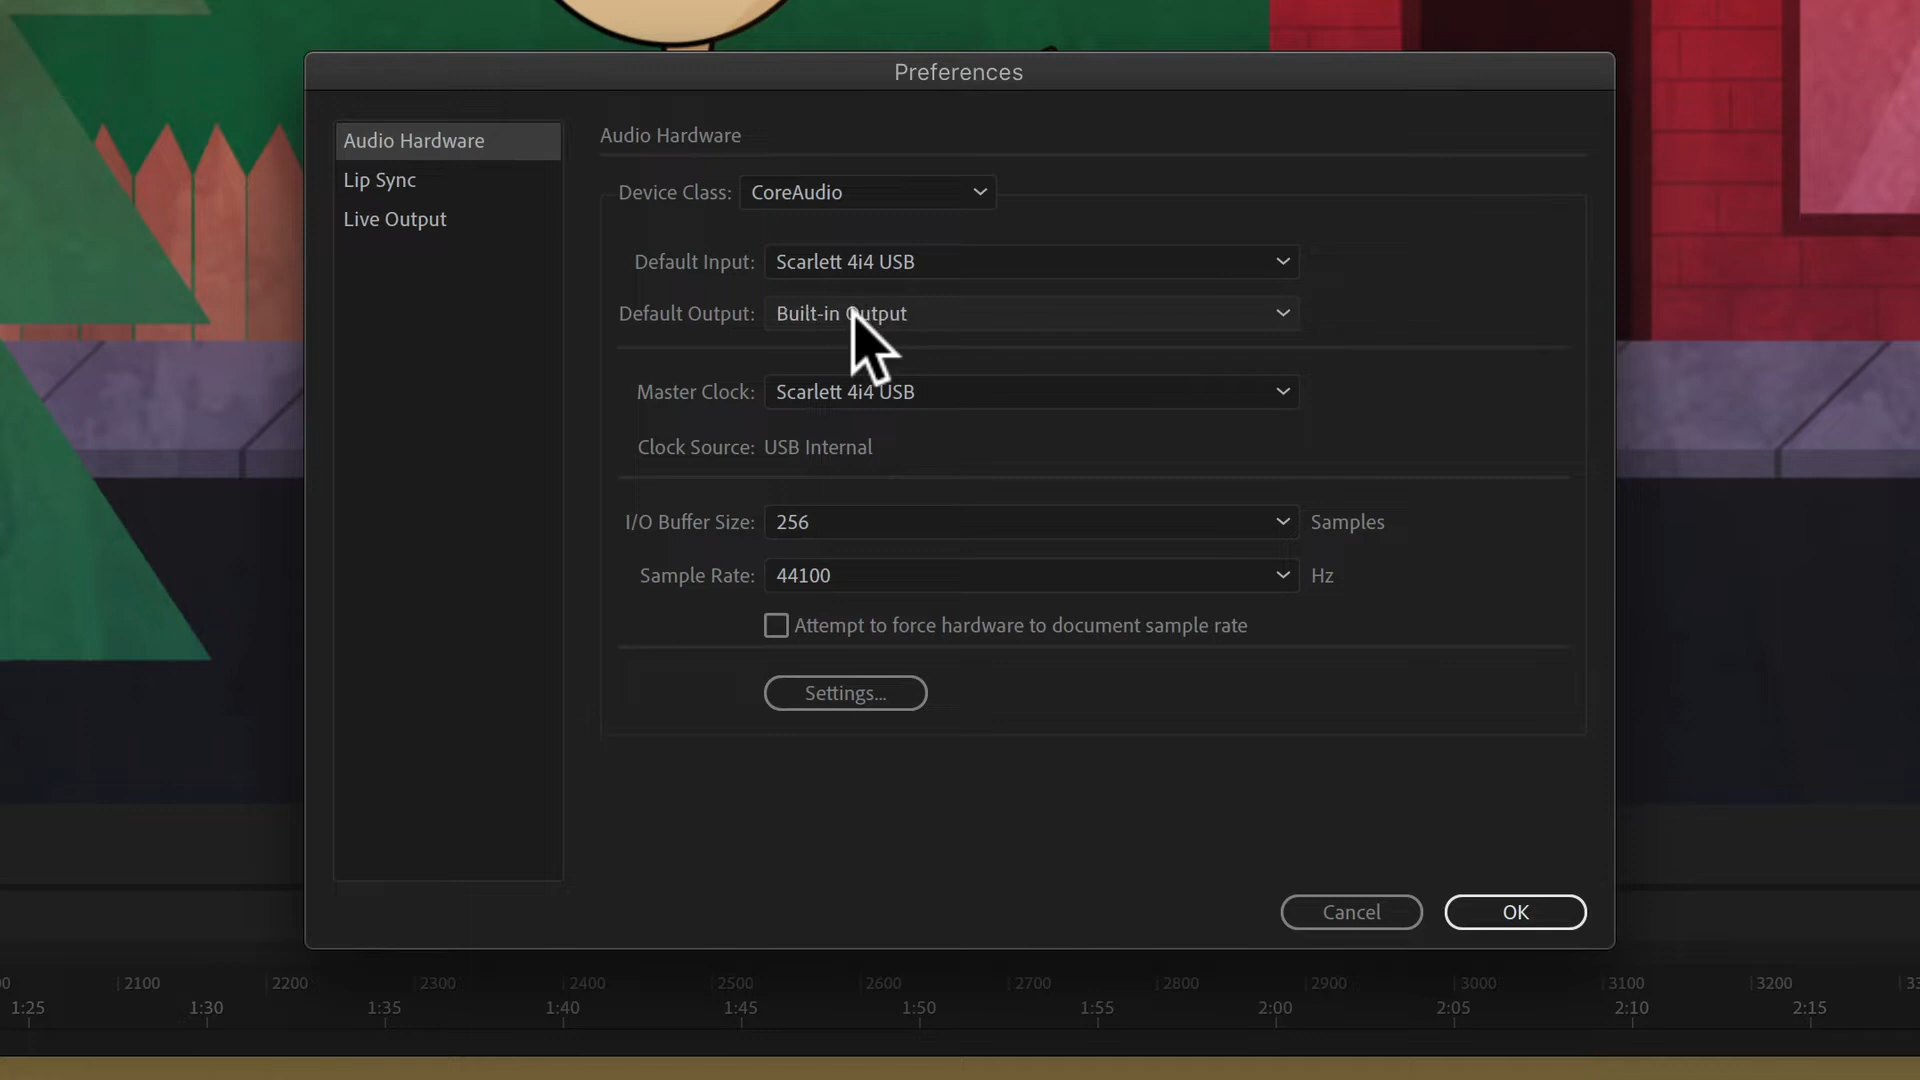 Preferences
Audio Hardware
Lip Sync
Live Output
Audio Hardware
Device Class: CoreAudio
Default Input: Scarlett 4i4 USB
Default Output: Built-in Output
Master Clock: Scarlett 4i4 USB
Clock Source: USB Internal
I/O Buffer Size: 256 Samples
Sample Rate: 44100 Hz
Attempt to force hardware to document sample rate
Settings...
Cancel OK
2100 2200 2300 2400 2500 2600 2700 2800 2900 3000 3100 3200
1:25 1:30 1:35 1:40 1:45 1:50 1:55 2:00 2:05 2:10 2:15